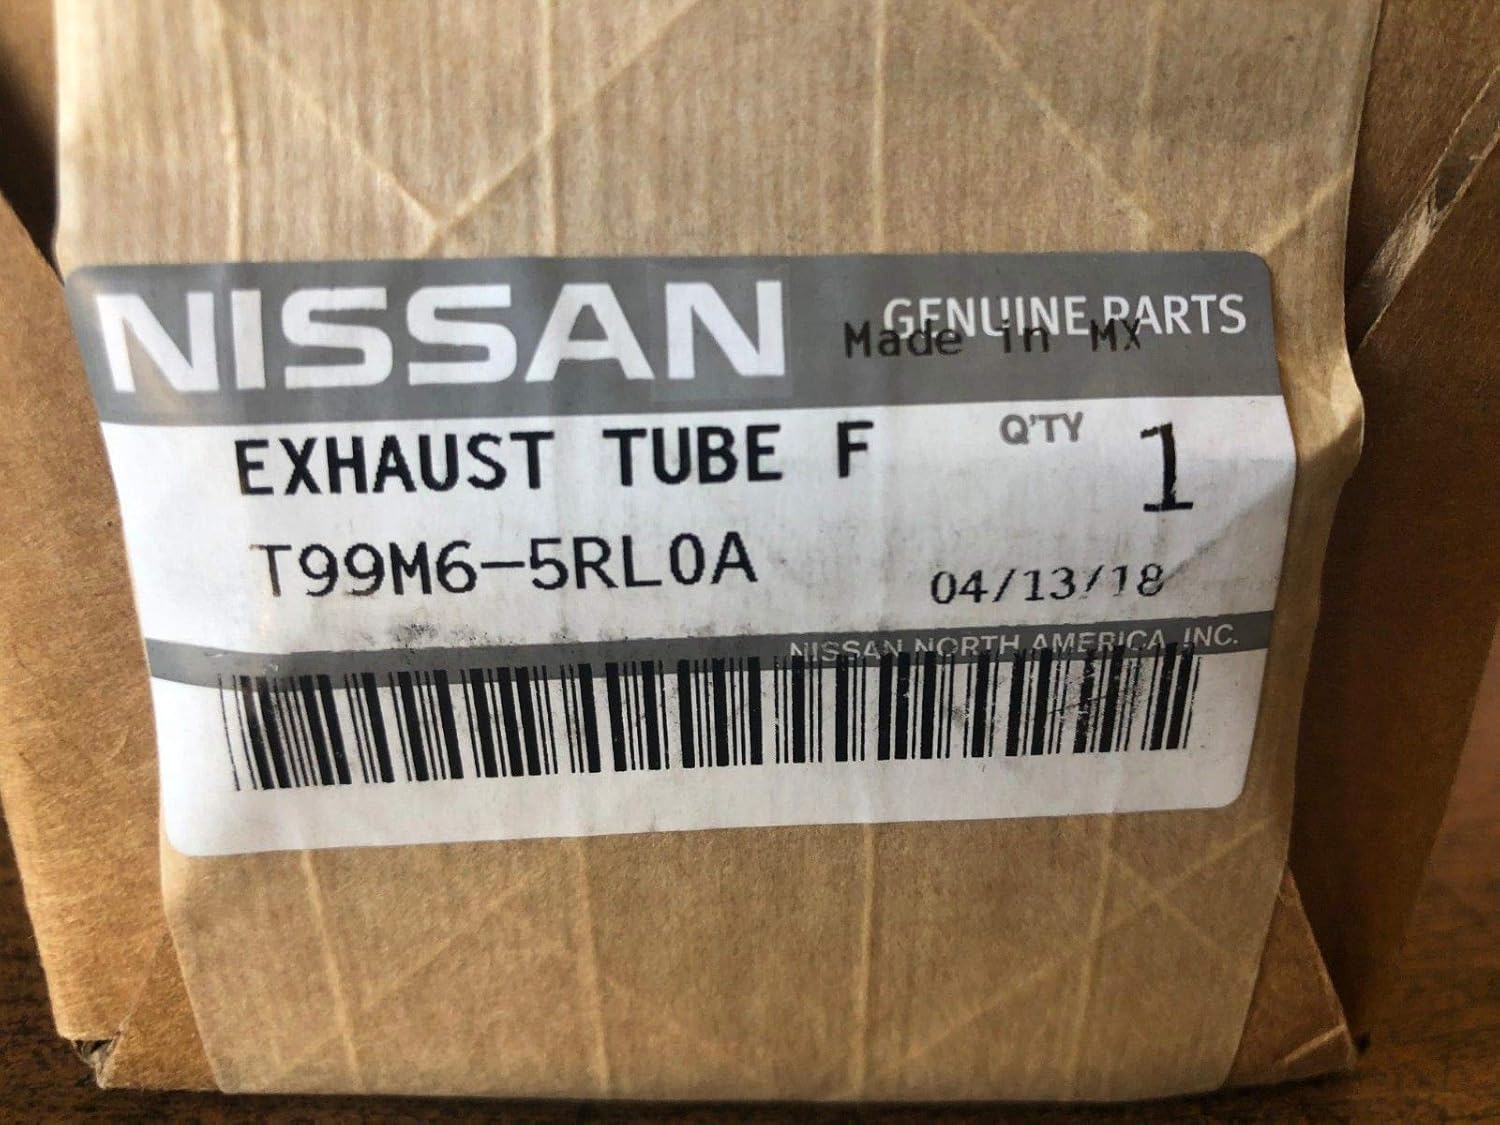 NISSAN
GENUINE PARTS
Made in MX
EXHAUST TUBE F
Q'TY 1
T99M6-5RL0A
04/13/18
NISSAN NORTH AMERICA, INC.